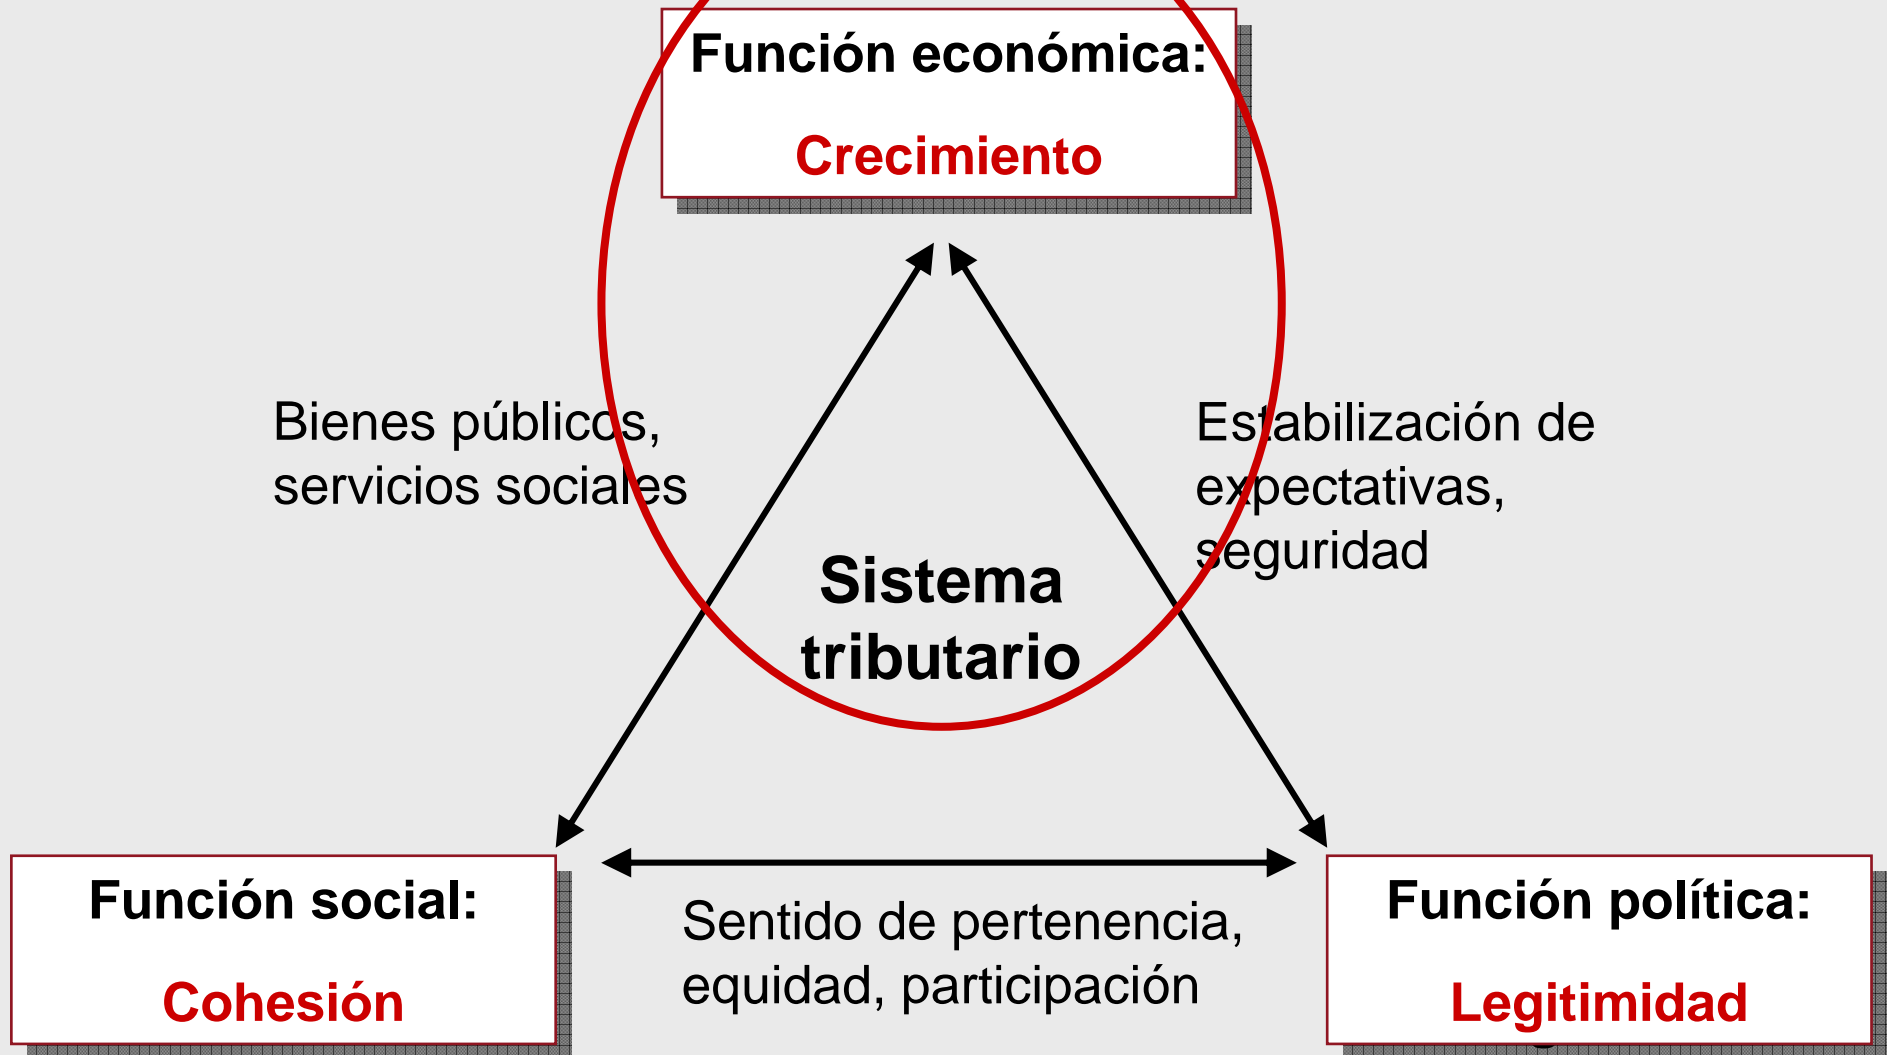 Función económica:
Crecimiento
Bienes públicos,
servicios sociales
Estabilización de
expectativas,
seguridad
Sistema
tributario
Función social:
Cohesión
Sentido de pertenencia,
equidad, participación
Función política:
Legitimidad